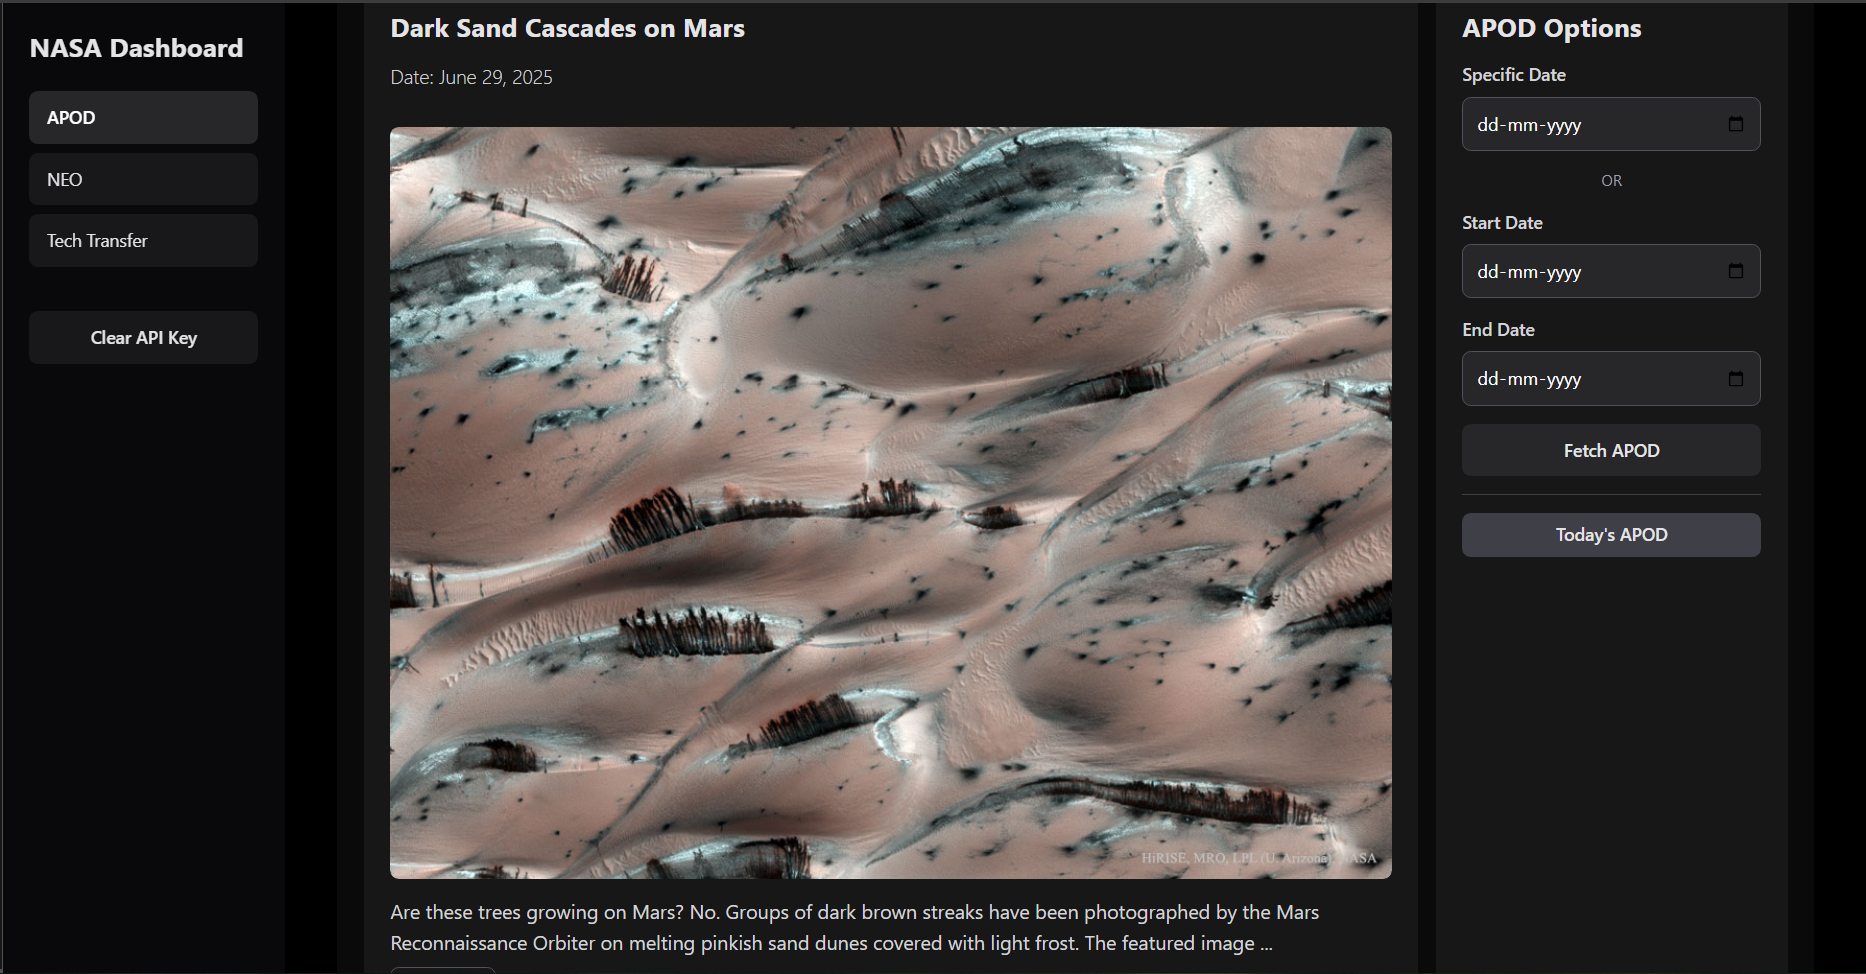 NASA Dashboard
APOD
NEO
Tech Transfer
Clear API Key
Dark Sand Cascades on Mars
Date: June 29, 2025
HiRISE, MRO, LPL (U. Arizona), NASA
Are these trees growing on Mars? No. Groups of dark brown streaks have been photographed by the Mars
Reconnaissance Orbiter on melting pinkish sand dunes covered with light frost. The featured image ...
APOD Options
Specific Date
dd-mm-yyyy
OR
Start Date
dd-mm-yyyy
End Date
dd-mm-yyyy
Fetch APOD
Today's APOD